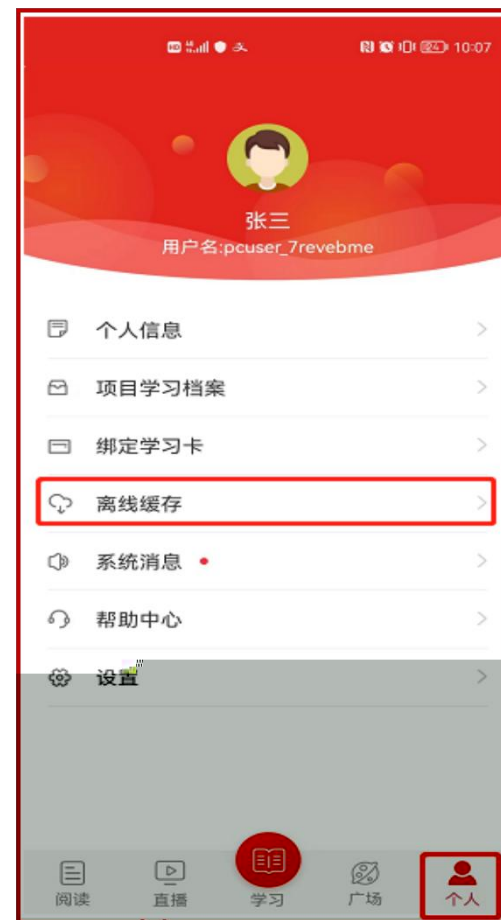 10:07
张三
用户名:pcuser_7revebme
个人信息
项目学习档案
绑定学习卡
离线缓存
系统消息
帮助中心
设置
阅读 直播 学习 广场 个人